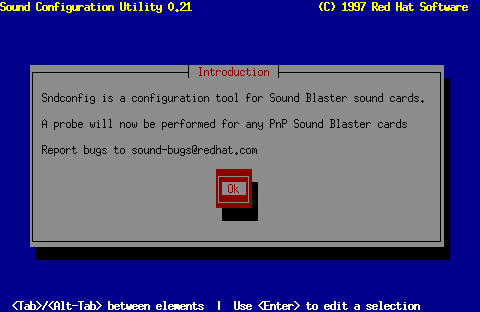 Sound Configuration Utility 0.21 (C) 1997 Red Hat Software
Introduction
Sndconfig is a configuration tool for Sound Blaster sound cards.
A probe will now be performed for any PnP Sound Blaster cards
Report bugs to sound-bugs@redhat.com
Ok
<Tab>/<Alt-Tab> between elements | Use <Enter> to edit a selection